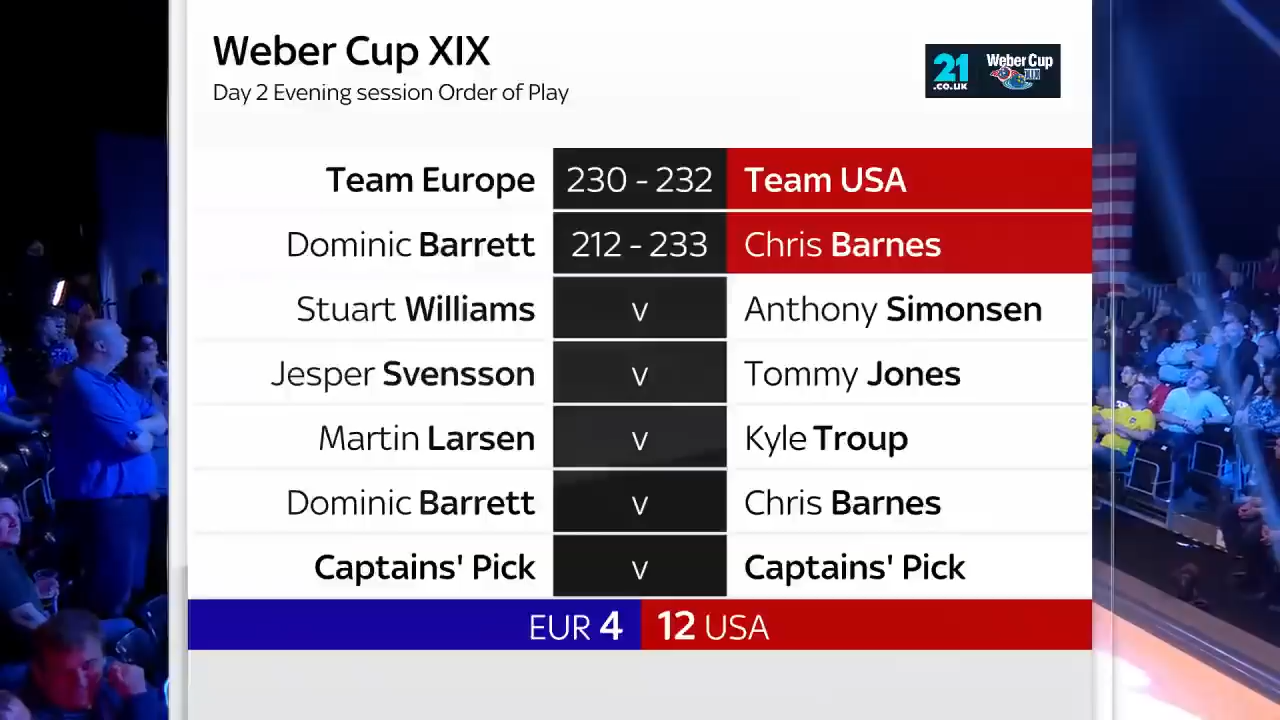 Weber Cup XIX
Day 2 Evening session Order of Play
21
.CO.UK
Weber Cup
XIX
Team Europe 230 - 232 Team USA
Dominic Barrett 212 - 233 Chris Barnes
Stuart Williams v Anthony Simonsen
Jesper Svensson v Tommy Jones
Martin Larsen v Kyle Troup
Dominic Barrett v Chris Barnes
Captains' Pick v Captains' Pick
EUR 4 12 USA